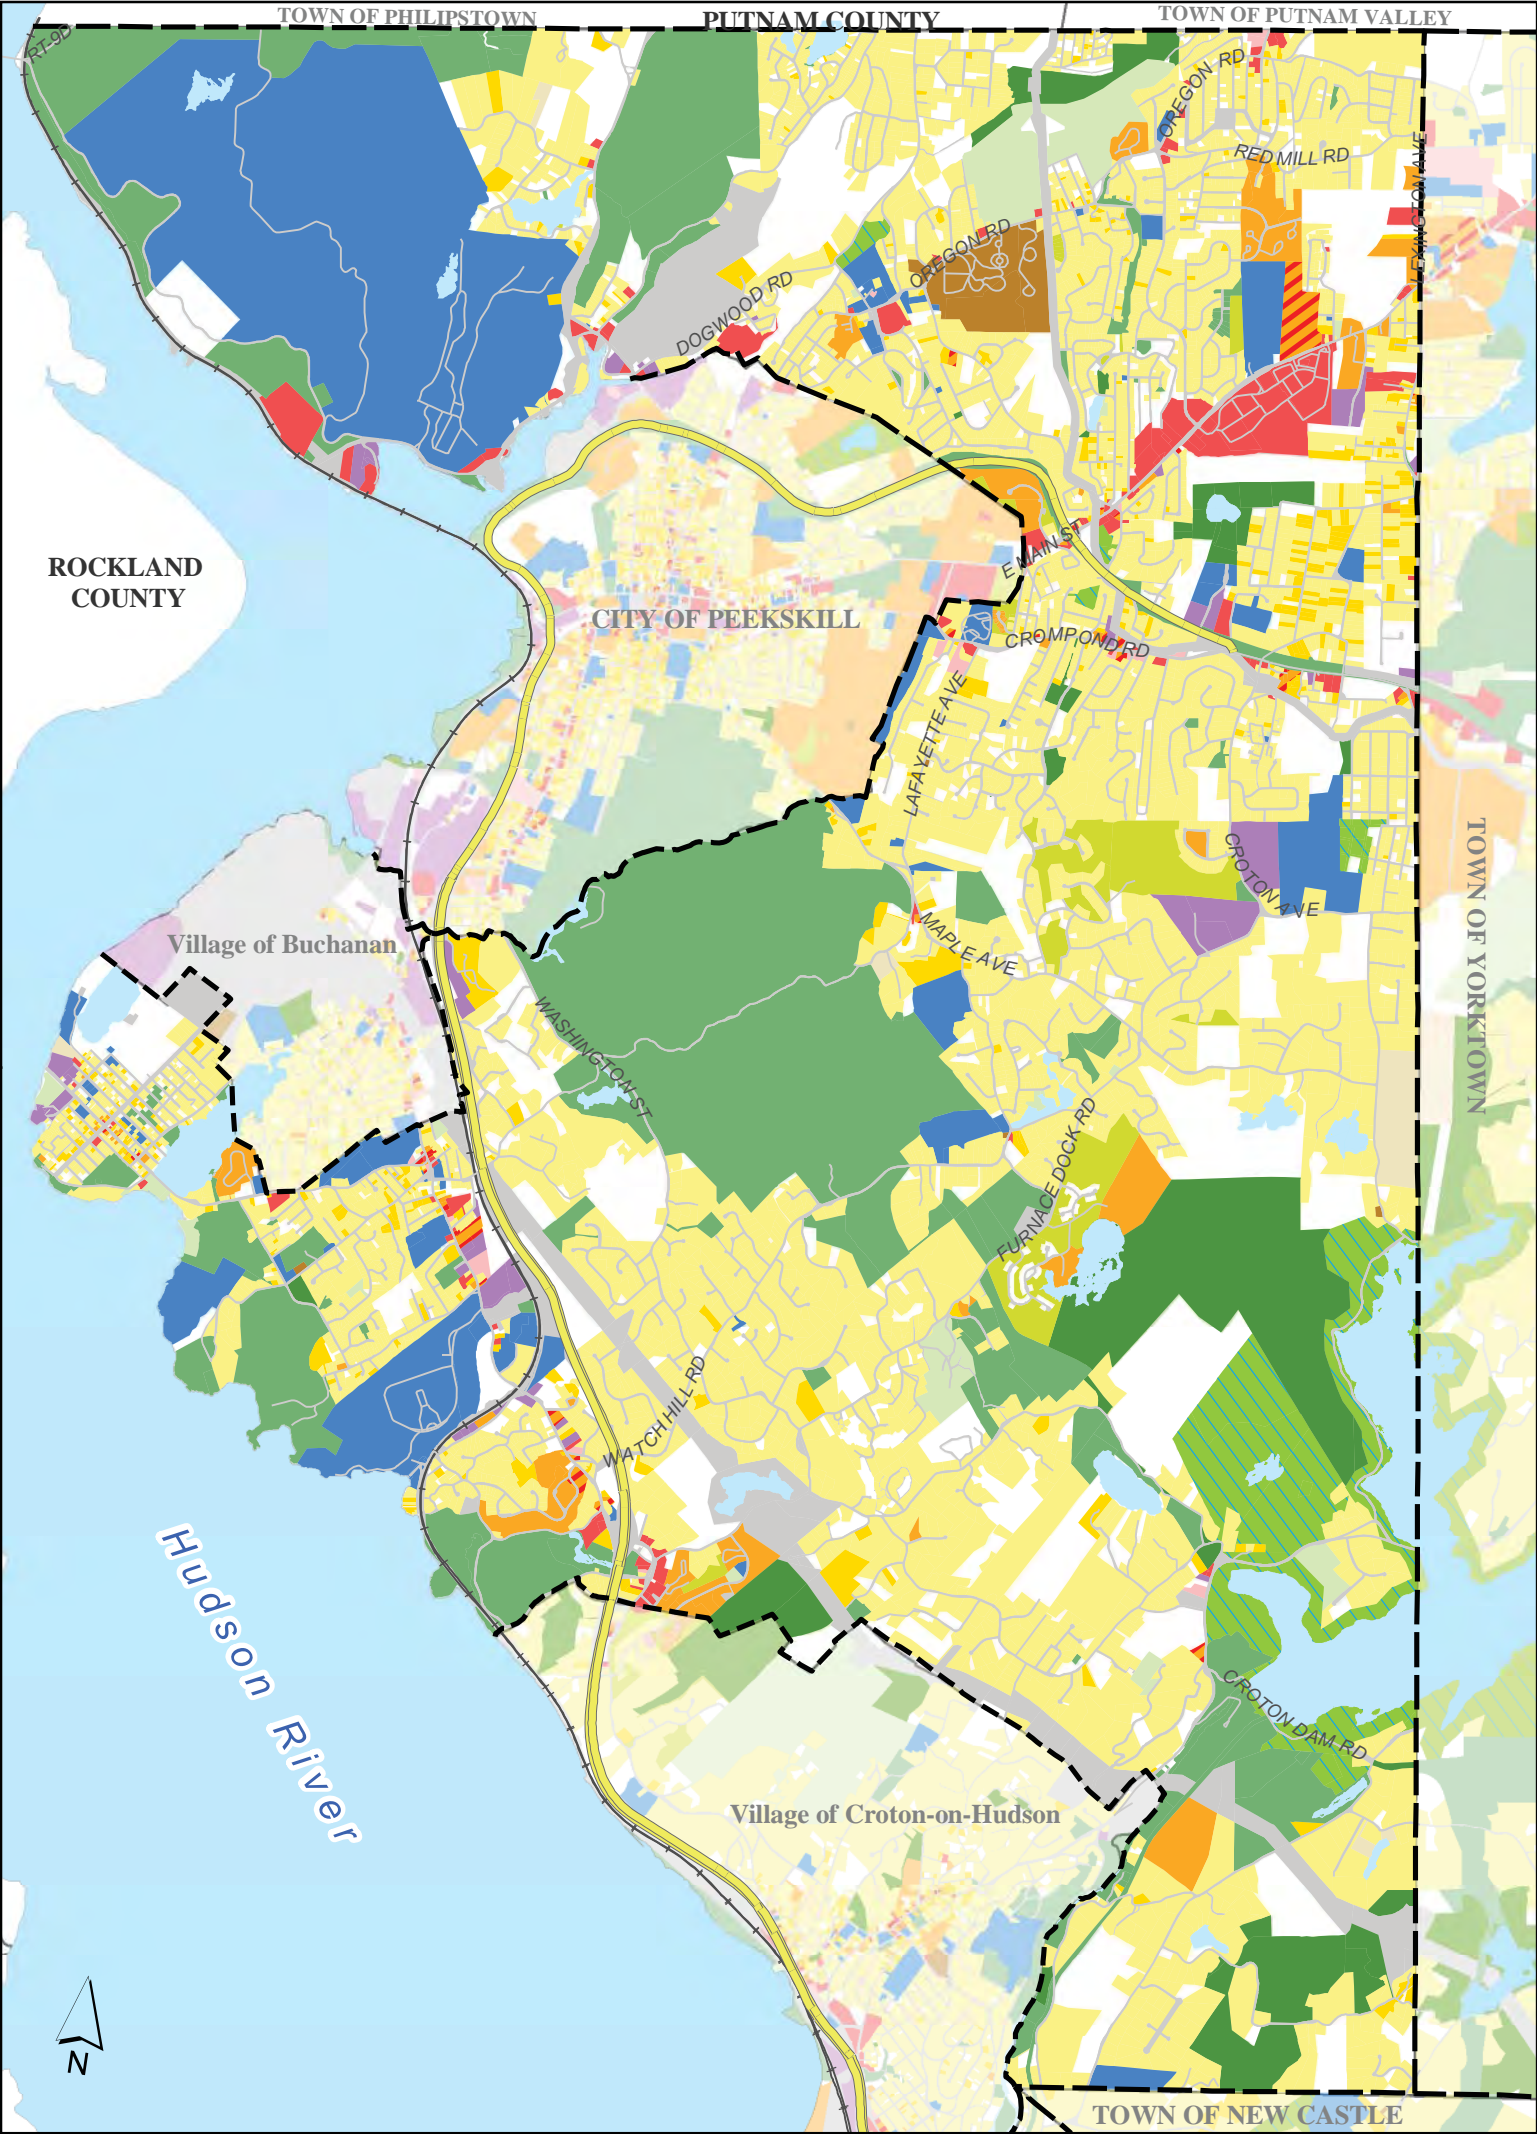 TOWN OF PHILIPSTOWN
PUTNAM COUNTY
TOWN OF PUTNAM VALLEY
RT-9D
OREGON RD
RED MILL RD
LEXINGTON AVE
OREGON RD
DOGWOOD RD
ROCKLAND
COUNTY
E MAIN ST
CITY OF PEEKSKILL
CROMPOND RD
LAFAYETTE AVE
CROTON AVE
TOWN OF YORKTOWN
MAPLE AVE
Village of Buchanan
WASHINGTON ST
FURNACE DOCK RD
WATCH HILL RD
Hudson River
CROTON DAM RD
Village of Croton-on-Hudson
N
TOWN OF NEW CASTLE